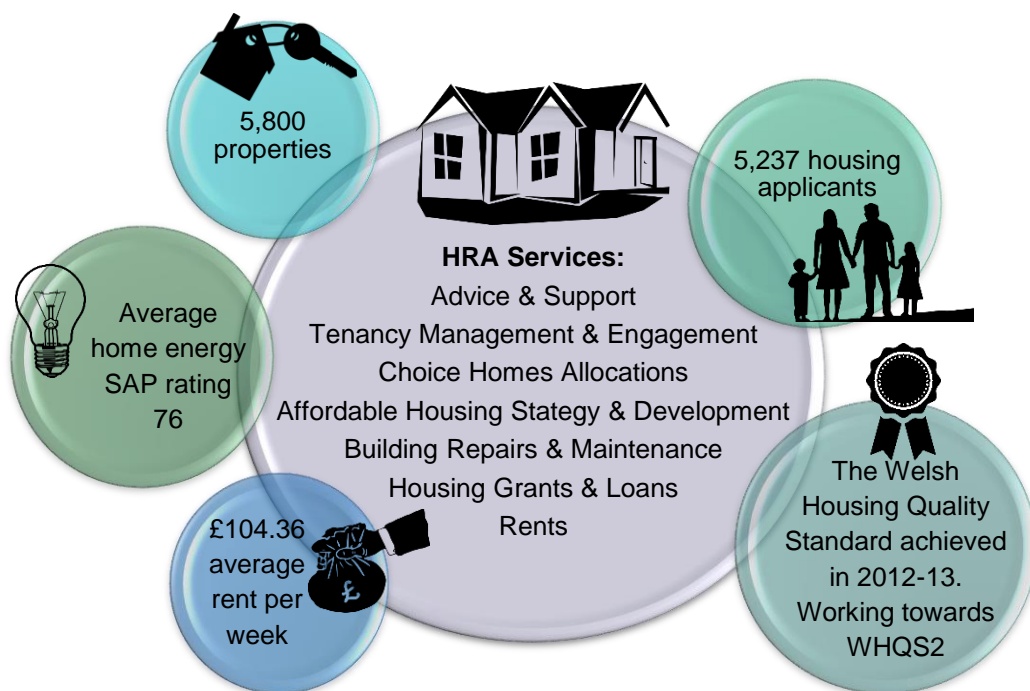 5,800
properties
5,237 housing
applicants
HRA Services:
Advice & Support
Tenancy Management & Engagement
Choice Homes Allocations
Affordable Housing Stategy & Development
Building Repairs & Maintenance
Housing Grants & Loans
Rents
Average
home energy
SAP rating
76
£104.36
average
rent per
week
£
The Welsh
Housing Quality
Standard achieved
in 2012-13.
Working towards
WHQS2